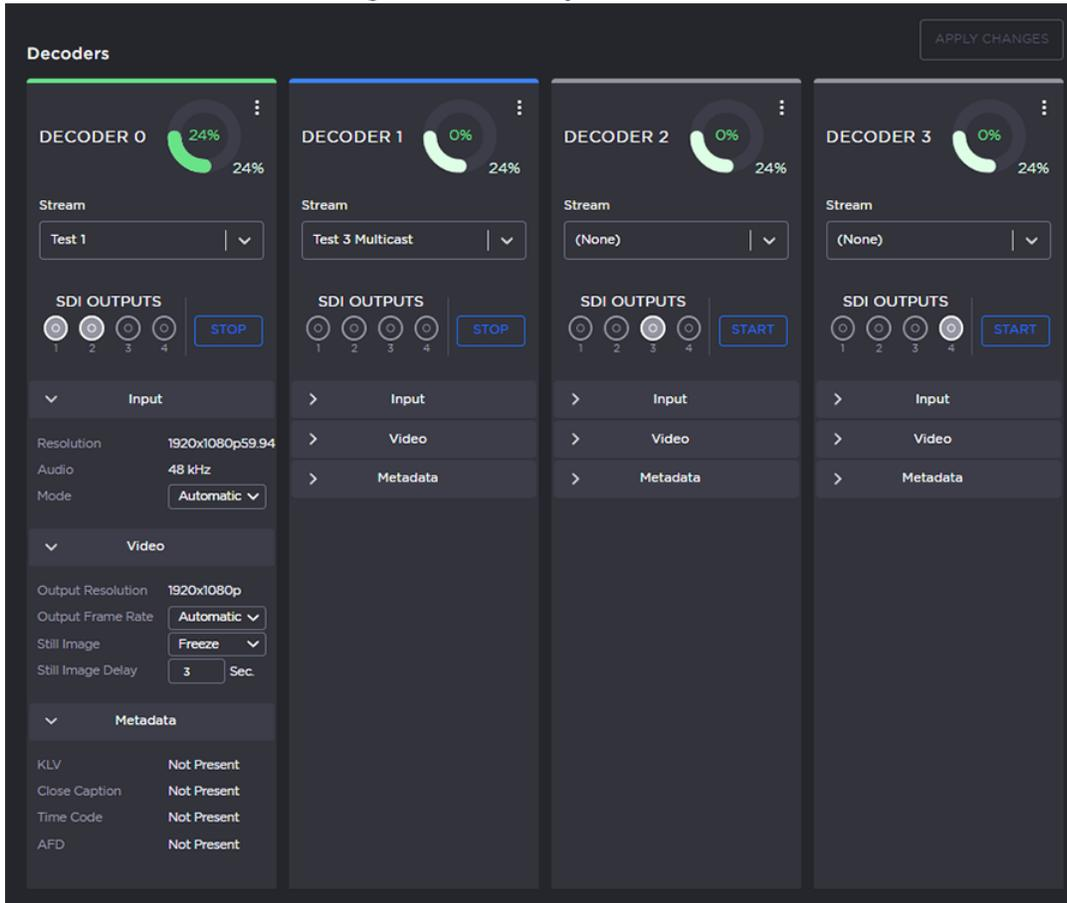 APPLY CHANGES
Decoders
DECODER 0
24%
24%
Stream
Test 1
SDI OUTPUTS
1 2 3 4
STOP
Input
Resolution 1920x1080p59.94
Audio 48 kHz
Mode Automatic
Video
Output Resolution 1920x1080p
Output Frame Rate Automatic
Still Image Freeze
Still Image Delay 3 Sec.
Metadata
KLV Not Present
Close Caption Not Present
Time Code Not Present
AFD Not Present
DECODER 1
0%
24%
Stream
Test 3 Multicast
SDI OUTPUTS
1 2 3 4
STOP
Input
Video
Metadata
DECODER 2
0%
24%
Stream
(None)
SDI OUTPUTS
1 2 3 4
START
Input
Video
Metadata
DECODER 3
0%
24%
Stream
(None)
SDI OUTPUTS
1 2 3 4
START
Input
Video
Metadata